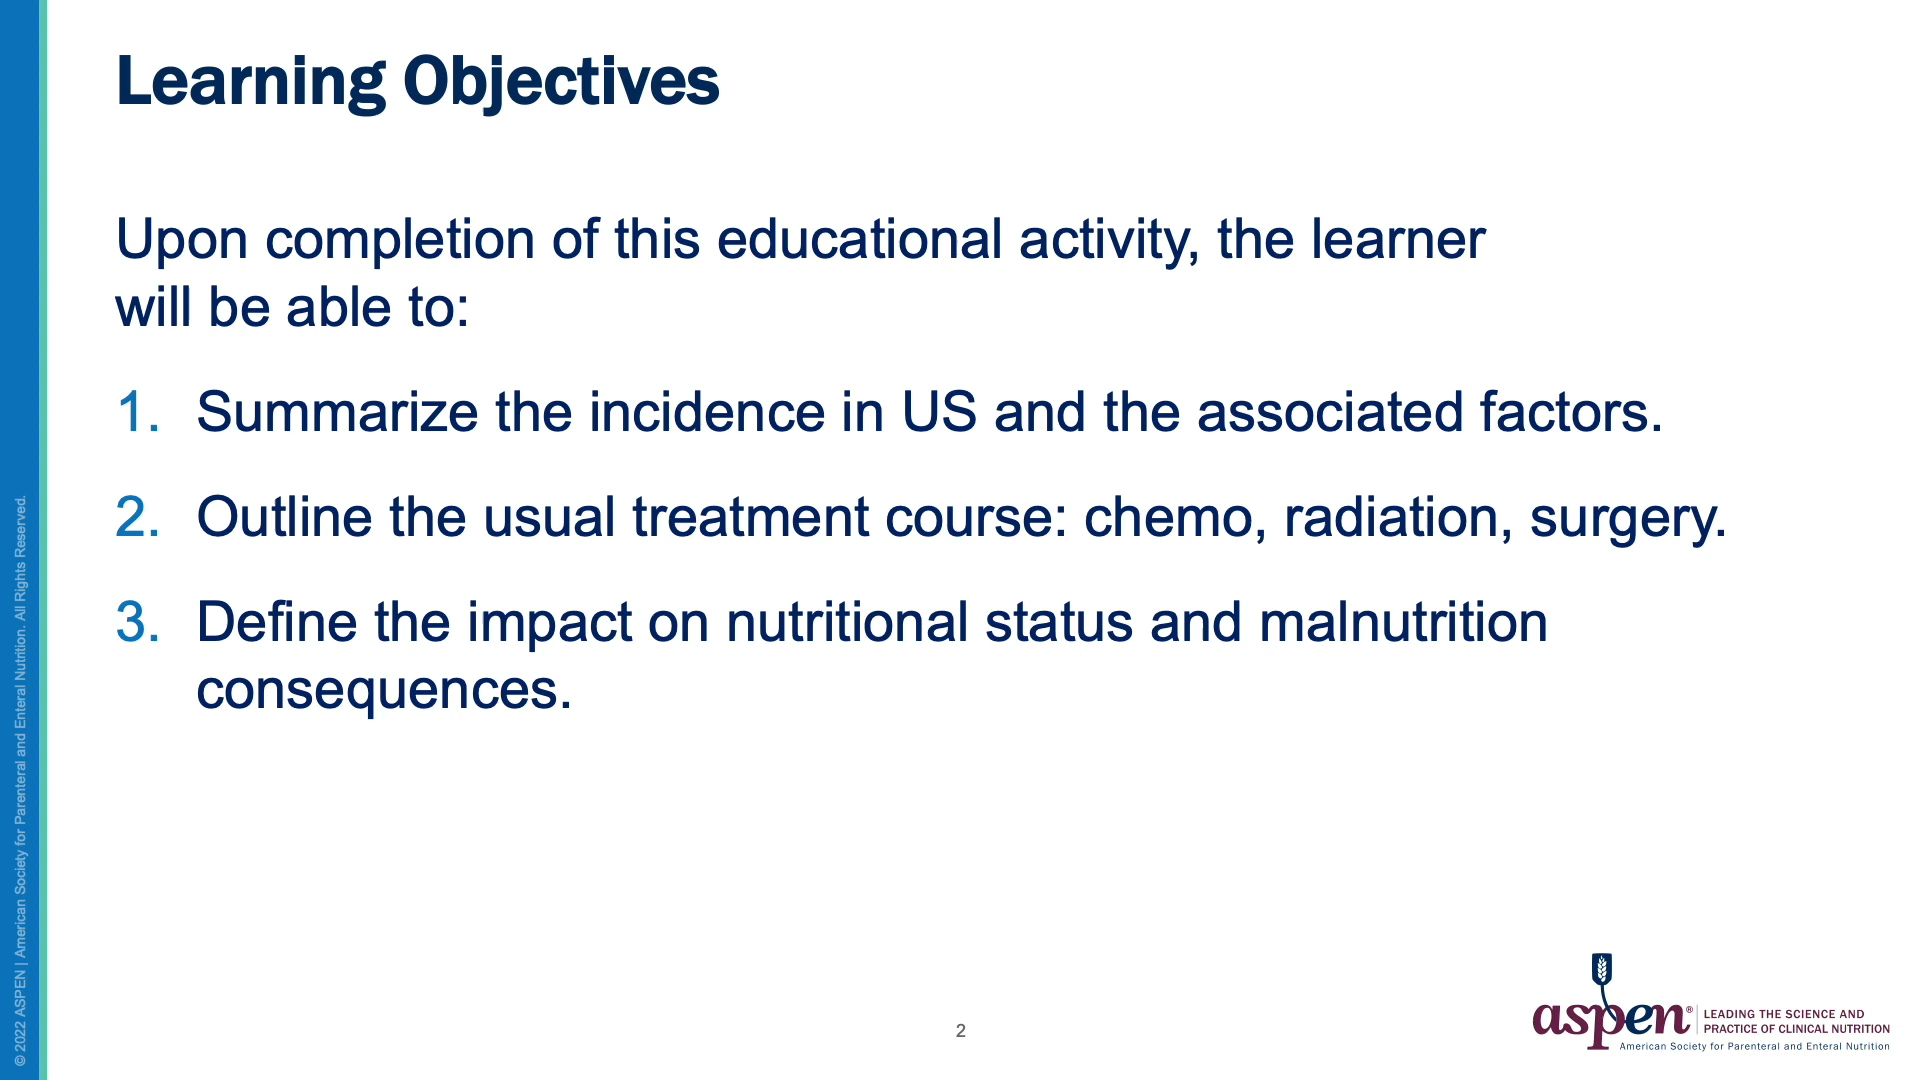 Learning Objectives
Upon completion of this educational activity, the learner
will be able to:
1. Summarize the incidence in US and the associated factors.
2. Outline the usual treatment course: chemo, radiation, surgery.
3. Define the impact on nutritional status and malnutrition
consequences.
© 2022 ASPEN | American Society for Parenteral and Enteral Nutrition. All Rights Reserved.
2
aspen®
LEADING THE SCIENCE AND
PRACTICE OF CLINICAL NUTRITION
American Society for Parenteral and Enteral Nutrition